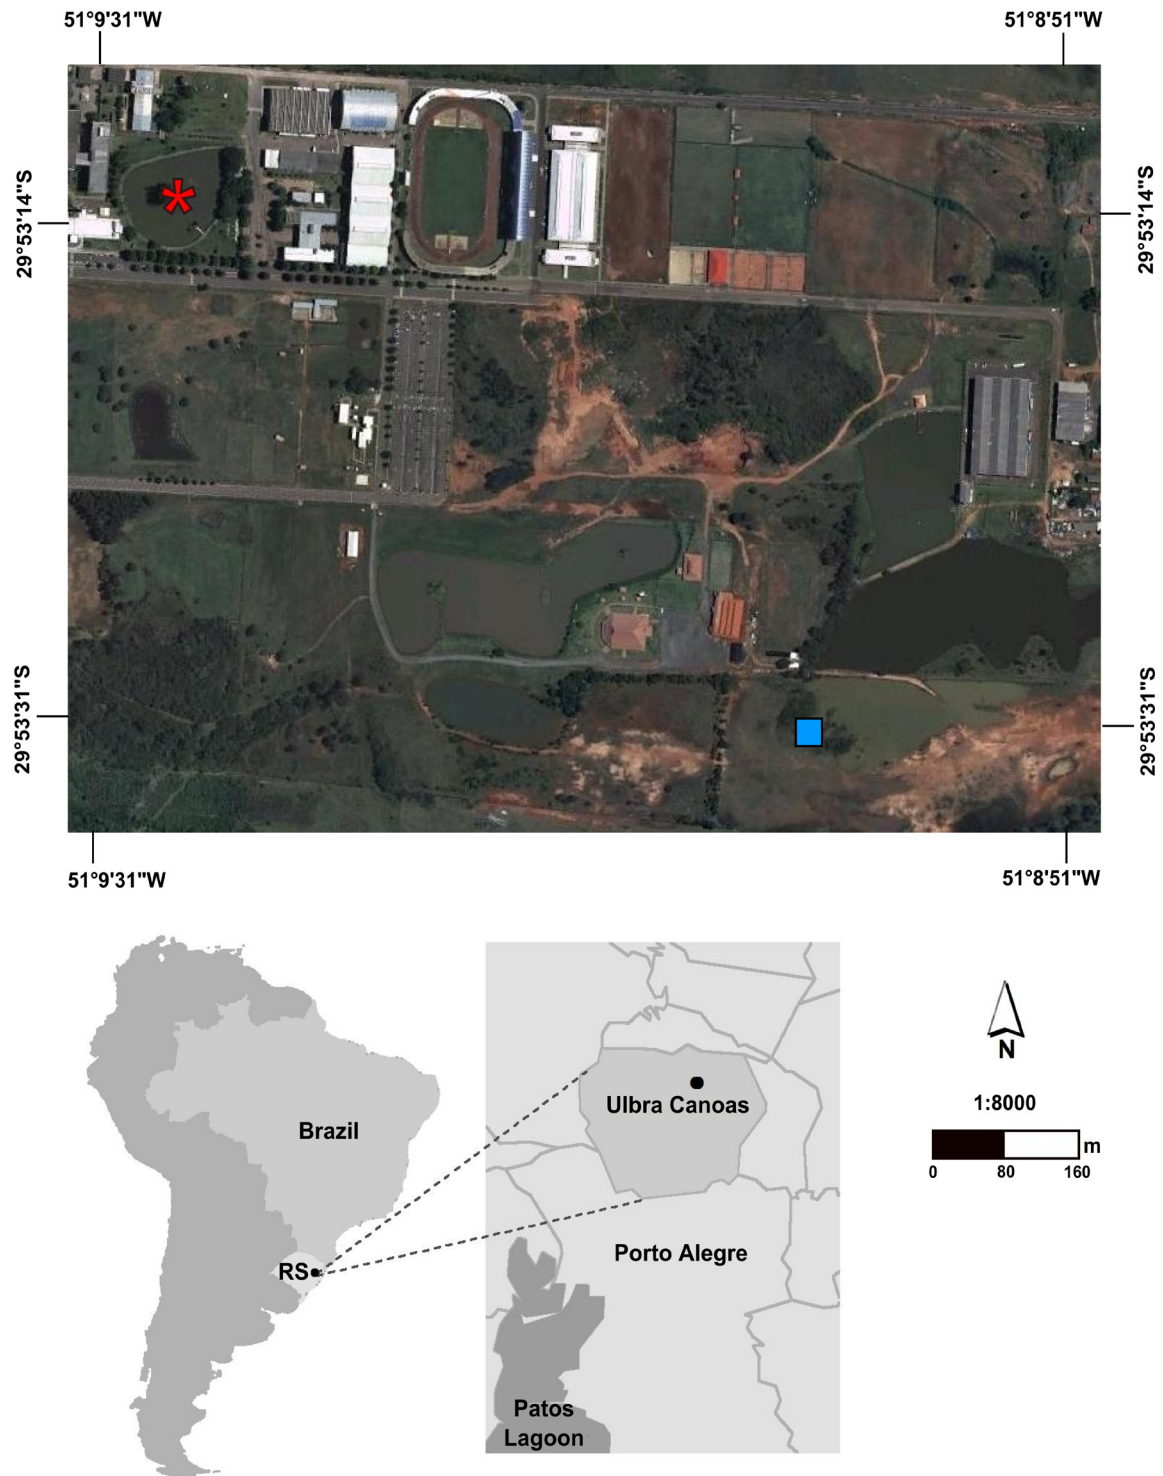 51°9'31"W
51°8'51"W
29°53'14"S
29°53'14"S
29°53'31"S
29°53'31"S
51°9'31"W
51°8'51"W
Brazil
RS
Ulbra Canoas
Porto Alegre
Patos
Lagoon
N
1:8000
m
0 80 160